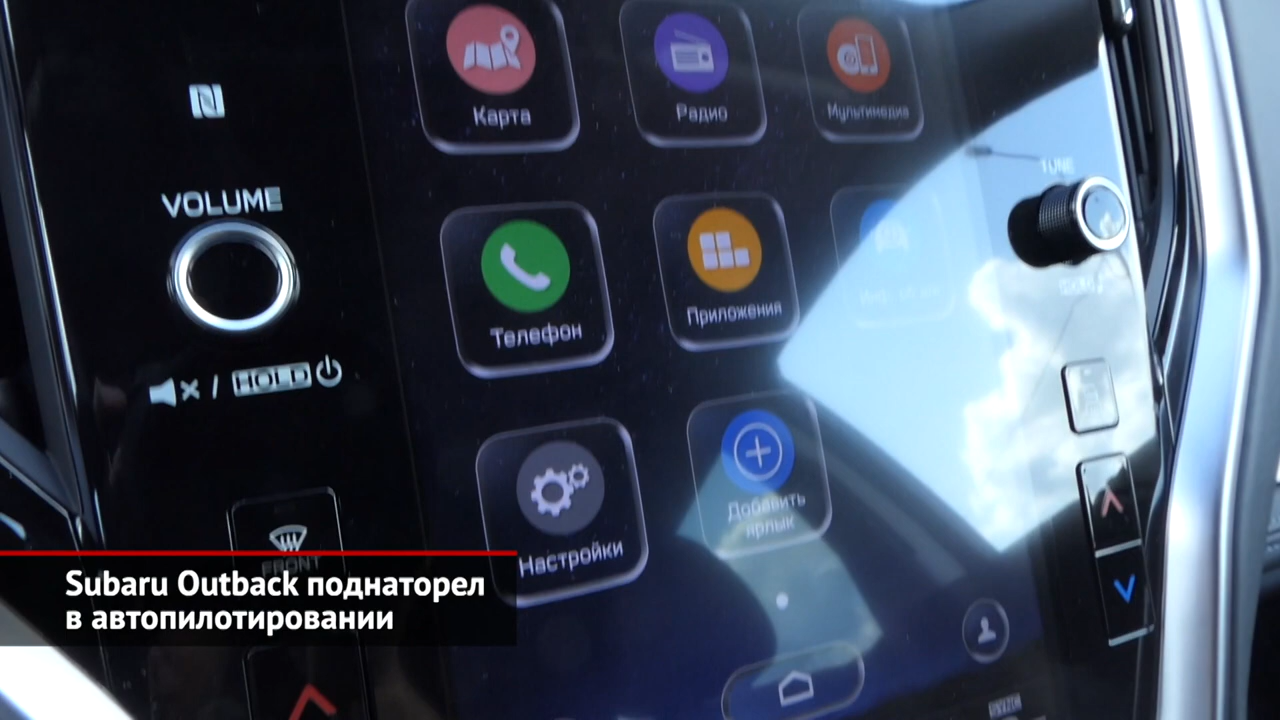 Карта
Радио
Мультимедиа
VOLUME
TUNE
Телефон
Приложения
HOLD
Настройки
Добавить
ярлык
FRONT
Subaru Outback поднаторел
в автопилотировании